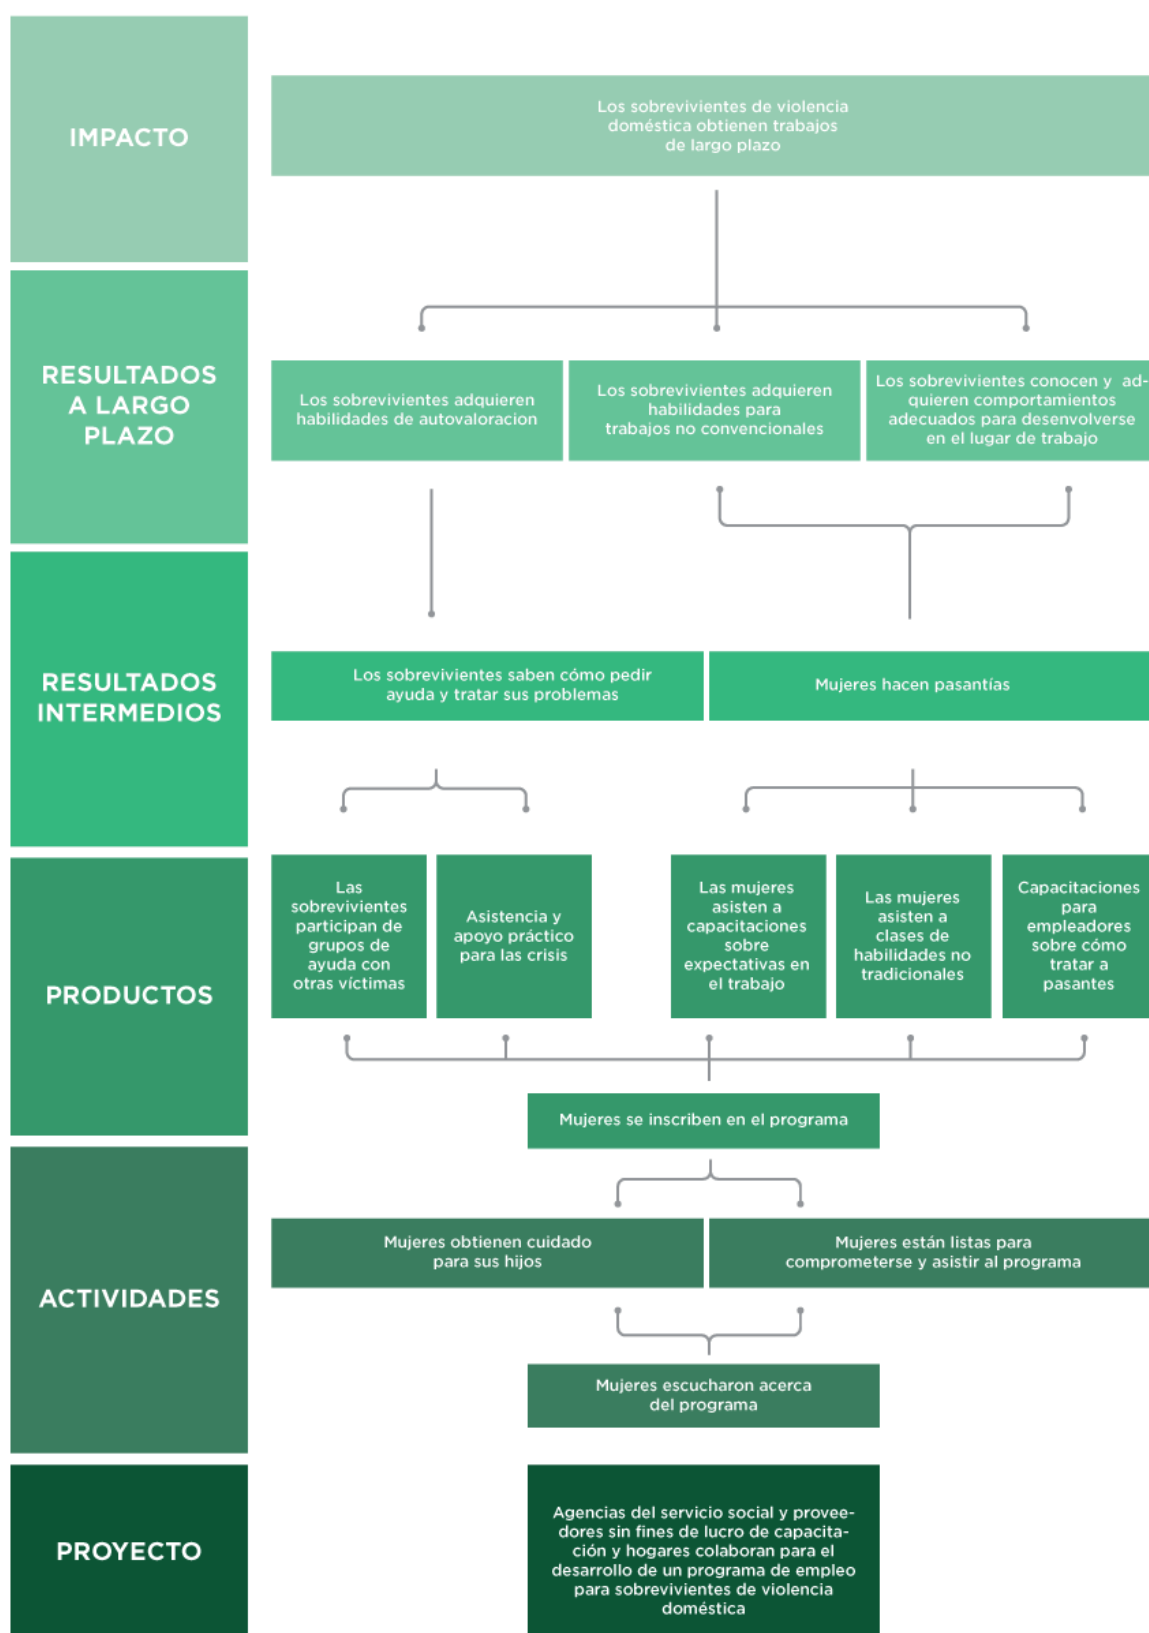 IMPACTO
Los sobrevivientes de violencia
doméstica obtienen trabajos
de largo plazo
RESULTADOS
A LARGO
PLAZO
Los sobrevivientes adquieren
habilidades de autovaloracion
Los sobrevivientes adquieren
habilidades para
trabajos no convencionales
Los sobrevivientes conocen y ad-
quieren comportamientos
adecuados para desenvolverse
en el lugar de trabajo
RESULTADOS
INTERMEDIOS
Los sobrevivientes saben cómo pedir
ayuda y tratar sus problemas
Mujeres hacen pasantías
PRODUCTOS
Las
sobrevivientes
participan de
grupos de
ayuda con
otras víctimas
Asistencia y
apoyo práctico
para las crisis
Las mujeres
asisten a
capacitaciones
sobre
expectativas en
el trabajo
Las mujeres
asisten a
clases de
habilidades no
tradicionales
Capacitaciones
para
empleadores
sobre cómo
tratar a
pasantes
Mujeres se inscriben en el programa
ACTIVIDADES
Mujeres obtienen cuidado
para sus hijos
Mujeres están listas para
comprometerse y asistir al programa
Mujeres escucharon acerca
del programa
PROYECTO
Agencias del servicio social y provee-
dores sin fines de lucro de capacita-
ción y hogares colaboran para el
desarrollo de un programa de empleo
para sobrevivientes de violencia
doméstica